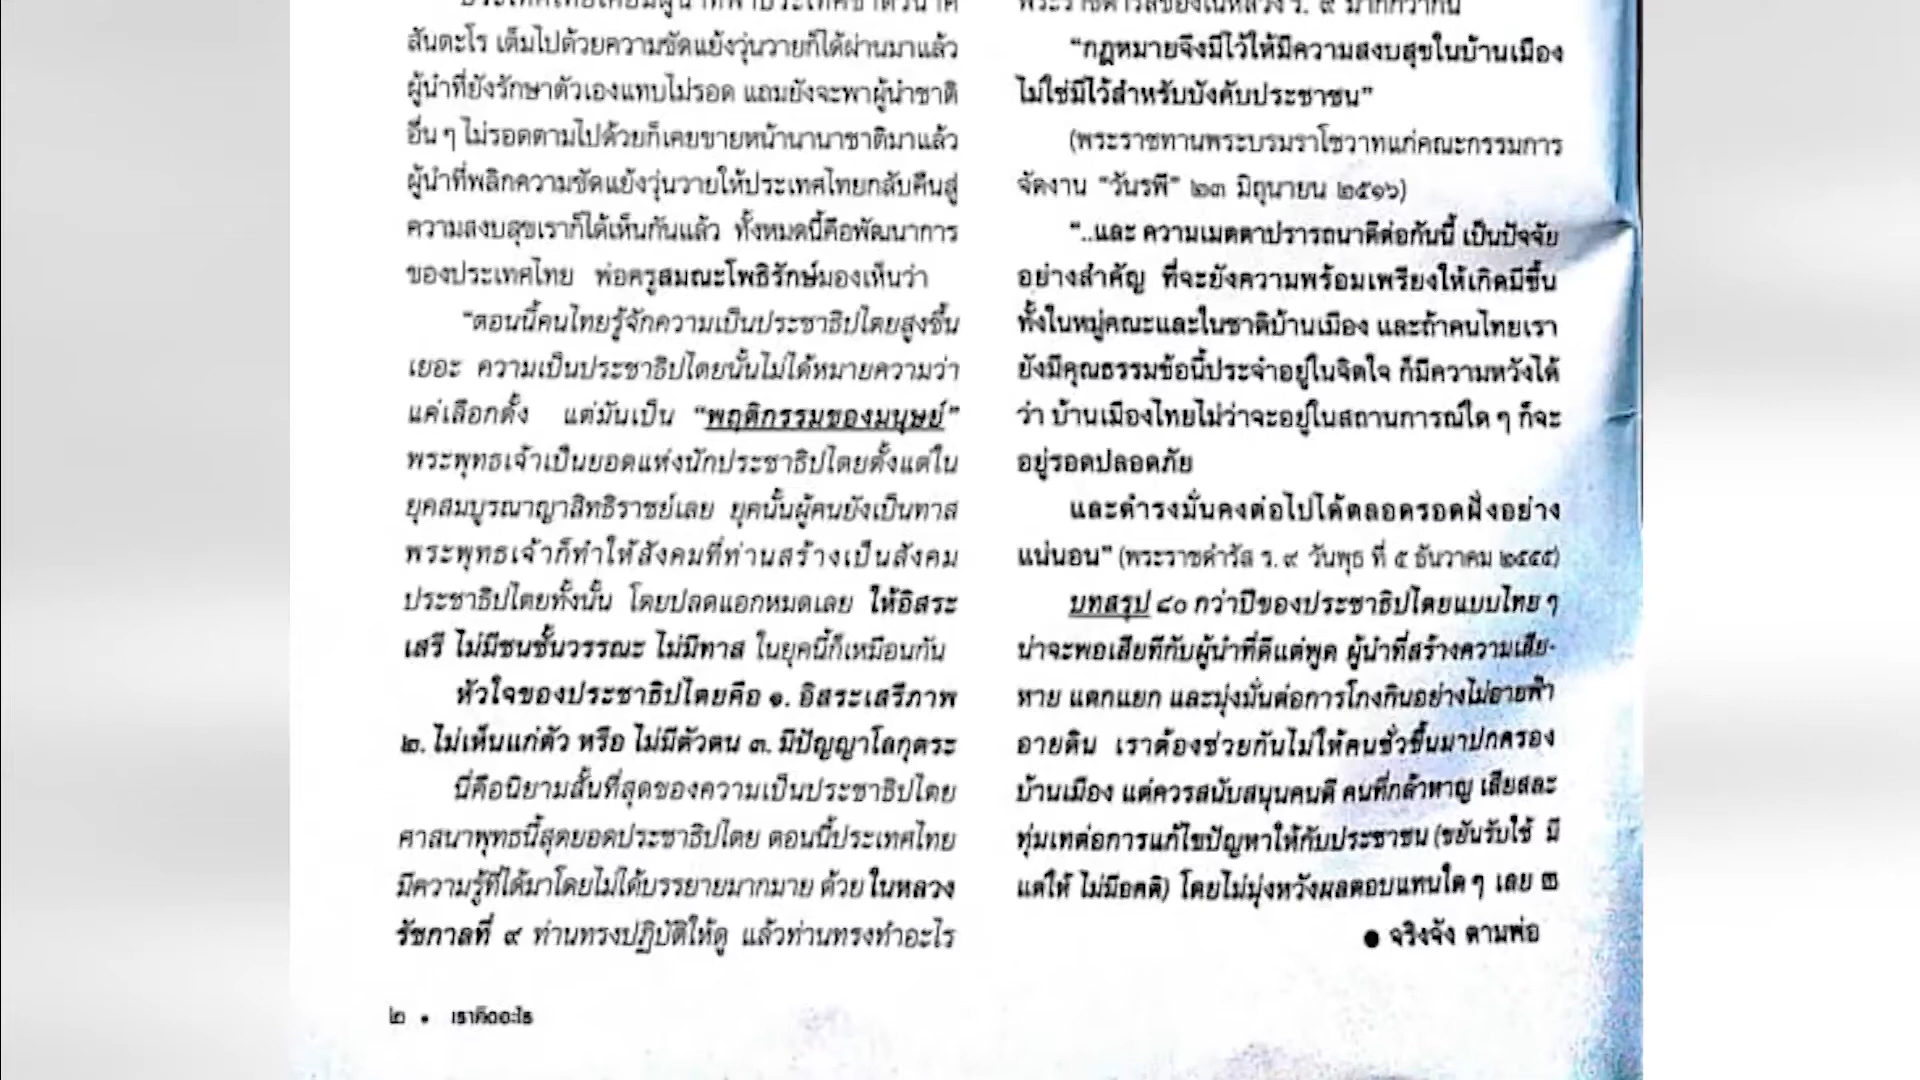 สันตะโร เต็มไปด้วยความขัดแย้งวุ่นวายก็ได้ผ่านมาแล้ว
ผู้นำที่ยังรักษาตัวเองแทบไม่รอด แถมยังจะพาผู้นำชาติ
อื่น ๆ ไม่รอดตามไปด้วยก็เคยขายหน้านานาชาติมาแล้ว
ผู้นำที่พลิกความขัดแย้งวุ่นวายให้ประเทศไทยกลับคืนสู่
ความสงบสุขเราก็ได้เห็นกันแล้ว ทั้งหมดนี้คือพัฒนาการ
ของประเทศไทย พ่อครูสมณะโพธิรักษ์มองเห็นว่า
“ตอนนี้คนไทยรู้จักความเป็นประชาธิปไตยสูงขึ้น
เยอะ ความเป็นประชาธิปไตยนั้นไม่ได้หมายความว่า
แค่เลือกตั้ง แต่มันเป็น “พฤติกรรมของมนุษย์”
พระพุทธเจ้าเป็นยอดแห่งนักประชาธิปไตยตั้งแต่ใน
ยุคสมบูรณาญาสิทธิราชย์เลย ยุคนั้นผู้คนยังเป็นทาส
พระพุทธเจ้าก็ทำให้สังคมที่ท่านสร้างเป็นสังคม
ประชาธิปไตยทั้งนั้น โดยปลดแอกหมดเลย ให้อิสระ
เสรี ไม่มีชนชั้นวรรณะ ไม่มีทาส ในยุคนี้ก็เหมือนกัน
หัวใจของประชาธิปไตยคือ ๑. อิสระเสรีภาพ
๒. ไม่เห็นแก่ตัว หรือ ไม่มีตัวตน ๓. มีปัญญาโลกุตระ
นี่คือนิยามสั้นที่สุดของความเป็นประชาธิปไตย
ศาสนาพุทธนี้สุดยอดประชาธิปไตย ตอนนี้ประเทศไทย
มีความรู้ที่ได้มาโดยไม่ได้บรรยายมากมาย ด้วย ในหลวง
รัชกาลที่ ๙ ท่านทรงปฏิบัติให้ดู แล้วท่านทรงทำอะไร
๒ • เราคิดอะไร
พระราชดำรัสของในหลวง ร. ๙ มากกว่ากัน
“กฎหมายจึงมีไว้ให้มีความสงบสุขในบ้านเมือง
ไม่ใช่มีไว้สำหรับบังคับประชาชน”
(พระราชทานพระบรมราโชวาทแก่คณะกรรมการ
จัดงาน “วันรพี” ๒๓ มิถุนายน ๒๕๑๖)
“..และ ความเมตตาปรารถนาดีต่อกันนี้ เป็นปัจจัย
อย่างสำคัญ ที่จะยังความพร้อมเพรียงให้เกิดมีขึ้น
ทั้งในหมู่คณะและในชาติบ้านเมือง และถ้าคนไทยเรา
ยังมีคุณธรรมข้อนี้ประจำอยู่ในจิตใจ ก็มีความหวังได้
ว่า บ้านเมืองไทยไม่ว่าจะอยู่ในสถานการณ์ใด ๆ ก็จะ
อยู่รอดปลอดภัย
และดำรงมั่นคงต่อไปได้ตลอดรอดฝั่งอย่าง
แน่นอน” (พระราชดำรัส ร. ๙ วันพุธ ที่ ๕ ธันวาคม ๒๕๕๕)
บทสรุป ๘๐ กว่าปีของประชาธิปไตยแบบไทย ๆ
น่าจะพอเสียทีกับผู้นำที่ดีแต่พูด ผู้นำที่สร้างความเสีย-
หาย แตกแยก และมุ่งมั่นต่อการโกงกินอย่างไม่อายฟ้า
อายดิน เราต้องช่วยกันไม่ให้คนชั่วขึ้นมาปกครอง
บ้านเมือง แต่ควรสนับสนุนคนดี คนที่กล้าหาญ เสียสละ
ทุ่มเทต่อการแก้ไขปัญหาให้กับประชาชน (ขยันรับใช้ มี
แต่ให้ ไม่มีอคติ) โดยไม่มุ่งหวังผลตอบแทนใด ๆ เลย
● จริงจัง ตามพ่อ